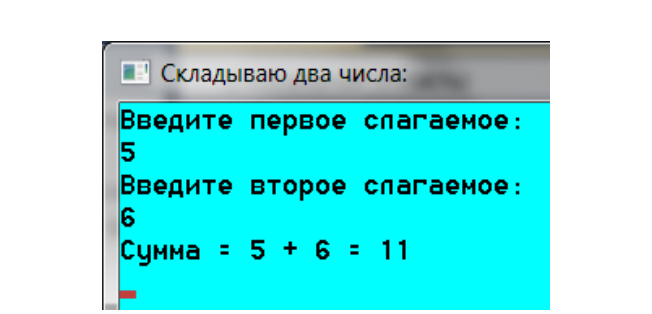 Складываю два числа:
Введите первое слагаемое:
5
Введите второе слагаемое:
6
Сумма = 5 + 6 = 11